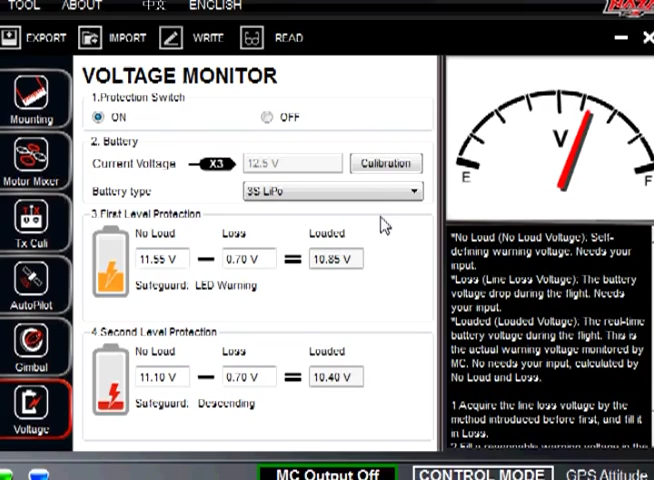 TOOL ABOUT 中文 ENGLISH
EXPORT IMPORT WRITE READ
VOLTAGE MONITOR
1.Protection Switch
ON OFF
2. Battery
Current Voltage X3 12.5 V Calibration
Battery type 3S LiPo
3.First Level Protection
No Load Loss Loaded
11.55 V 0.70 V 10.85 V
Safeguard: LED Warning
4.Second Level Protection
No Load Loss Loaded
11.10 V 0.70 V 10.40 V
Safeguard: Descending
Mounting
Motor Mixer
Tx Cali
AutoPilot
Gimbal
Voltage
V
E F
*No Load (No Load Voltage): Self-
defining warning voltage. Needs your
input.
*Loss (Line Loss Voltage): The battery
voltage drop during the flight. Needs
your input.
*Loaded (Loaded Voltage): The real-time
battery voltage during the flight. This is
the actual warning voltage monitored by
MC. No needs your input, calculated by
No Load and Loss.
1 Acquire the line loss voltage by the
method introduced before first, and fill it
in Loss.
2 Fill a reasonable warning voltage in the
MC Output Off CONTROL MODE GPS Attitude